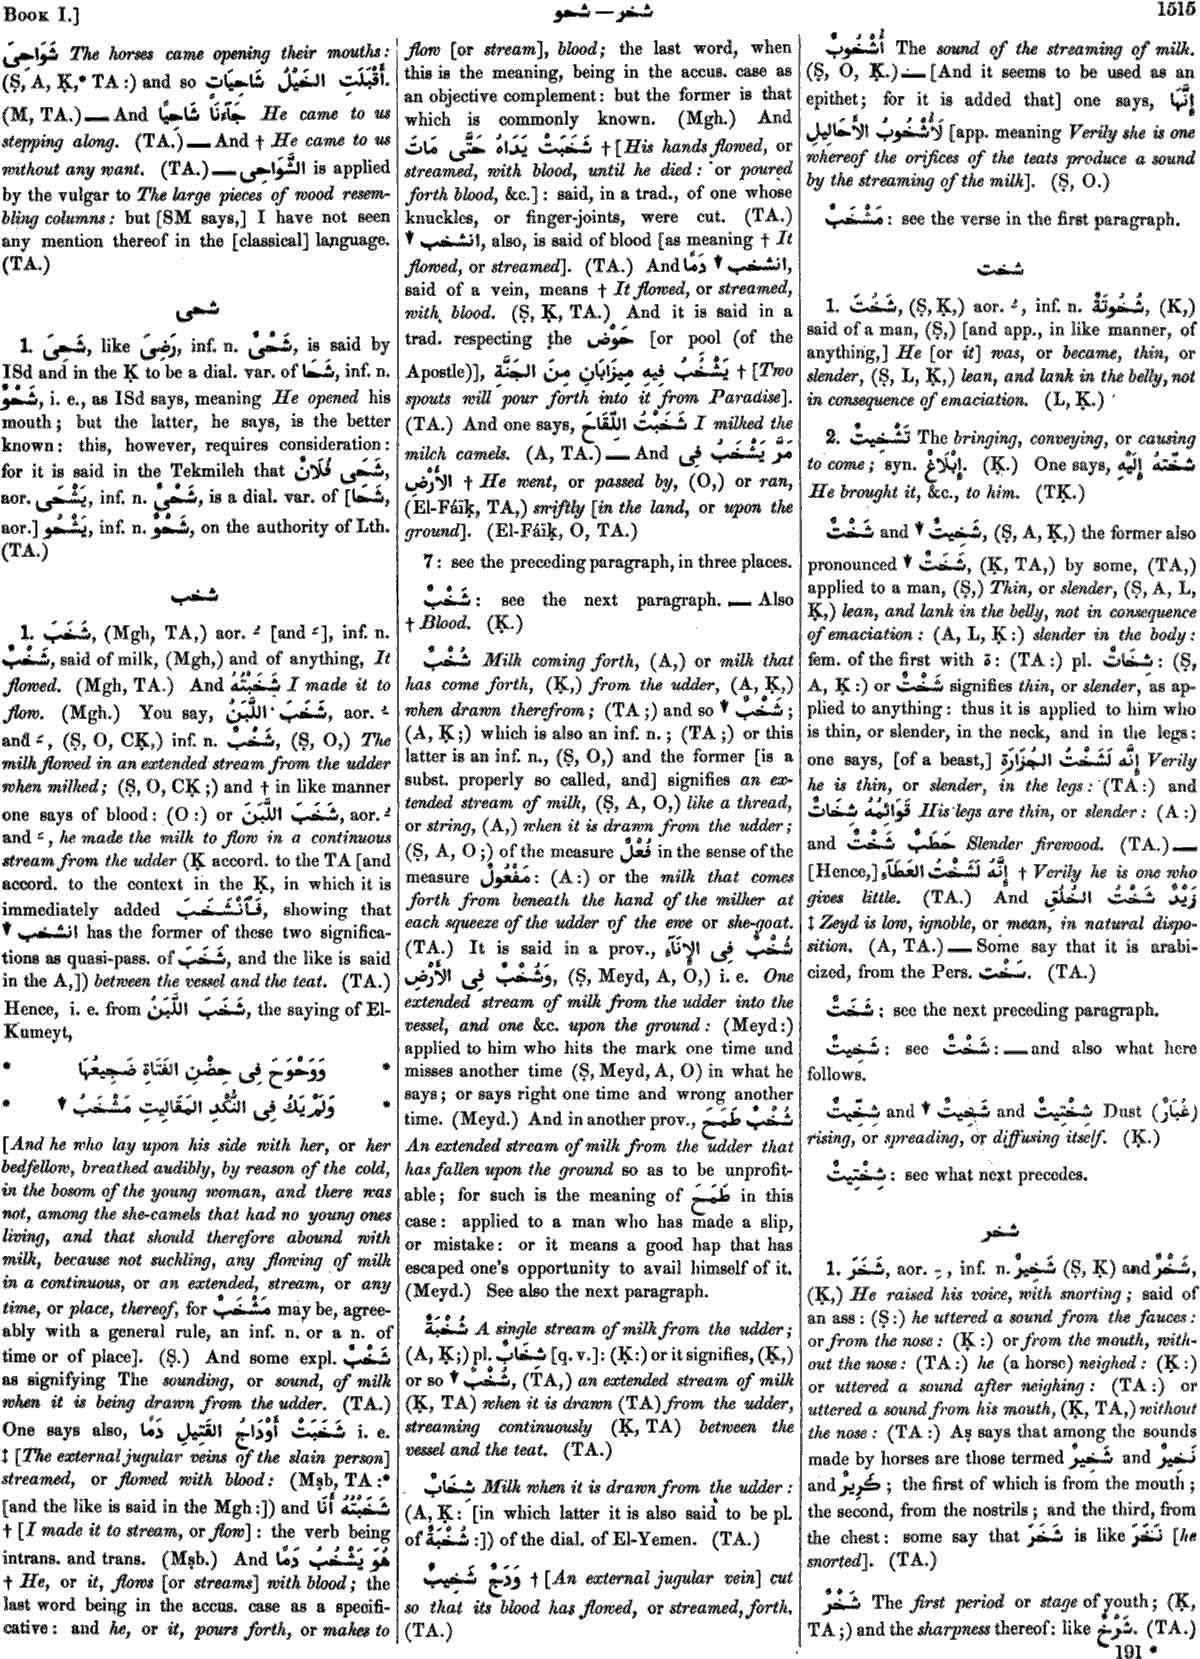 BOOK I.]
شحو — شخر
1515
شَوَاحِىَ The horses came opening their mouths:
(Ṣ, A, Ḳ,* TA:) and so أَقْبَلَتِ الخَيْلُ شَاحِيَاتٍ.
(M, TA.) — And جَآءَنَا شَاحِيًا He came to us
stepping along. (TA.) — And † He came to us
without any want. (TA.) — الشَّوَاحِى is applied
by the vulgar to The large pieces of wood resem-
bling columns: but [SM says,] I have not seen
any mention thereof in the [classical] language.
(TA.)
شحى
1. شَحِىَ, like رَضِىَ, inf. n. شَحْىٌ, is said by
ISd and in the Ḳ to be a dial. var. of شَحَا, inf. n.
شَحْوٌ, i. e., as ISd says, meaning He opened his
mouth; but the latter, he says, is the better
known: this, however, requires consideration:
for it is said in the Tekmileh that شَحَى فُلَانٌ,
aor. يَشْحَى, inf. n. شَحْىٌ, is a dial. var. of [شَحَا,
aor.] يَشْحُو, inf. n. شَحْوٌ, on the authority of Lth.
(TA.)
شخب
1. شَخَبَ, (Mgh, TA,) aor. ـُ [and ـَ], inf. n.
شَخْبٌ, said of milk, (Mgh,) and of anything, It
flowed. (Mgh, TA.) And شَخَبْتُهُ I made it to
flow. (Mgh.) You say, شَخَبَ اللَّبَنُ, aor. ـُ
and ـَ, (Ṣ, O, CḲ,) inf. n. شَخْبٌ, (Ṣ, O,) The
milk flowed in an extended stream from the udder
when milked; (Ṣ, O, CḲ;) and † in like manner
one says of blood: (O:) or شَخَبَ اللَّبَنَ, aor. ـُ
and ـَ, he made the milk to flow in a continuous
stream from the udder (Ḳ accord. to the TA [and
accord. to the context in the Ḳ, in which it is
immediately added فَٱنْشَخَبَ, showing that
▼ انشخب has the former of these two significa-
tions as quasi-pass. of شَخَبَ, and the like is said
in the A,]) between the vessel and the teat. (TA.)
Hence, i. e. from شَخَبَ اللَّبَنُ, the saying of El-
Kumeyt,
* وَوَحْوَحَ فِى حِضْنِ الفَتَاةِ ضَجِيعُهَا *
* وَلَمْ يَكُ فِى النُّكْدِ المَقَالِيتِ مَشْخَبُ ▼ *
[And he who lay upon his side with her, or her
bedfellow, breathed audibly, by reason of the cold,
in the bosom of the young woman, and there was
not, among the she-camels that had no young ones
living, and that should therefore abound with
milk, because not suckling, any flowing of milk
in a continuous, or an extended, stream, or any
time, or place, thereof, for مَشْخَبٌ may be, agree-
ably with a general rule, an inf. n. or a n. of
time or of place]. (Ṣ.) And some expl. شَخْبٌ
as signifying The sounding, or sound, of milk
when it is being drawn from the udder. (TA.)
One says also, شَخَبَتْ أَوْدَاجُ القَتِيلِ دَمًا i. e.
‡ [The external jugular veins of the slain person]
streamed, or flowed with blood: (Mṣb, TA:*
[and the like is said in the Mgh:]) and شَخَبْتُهُ أَنَا
† [I made it to stream, or flow]: the verb being
intrans. and trans. (Mṣb.) And هُوَ يَشْخَبُ دَمًا
† He, or it, flows [or streams] with blood; the
last word being in the accus. case as a specifi-
cative: and he, or it, pours forth, or makes to
flow [or stream], blood; the last word, when
this is the meaning, being in the accus. case as
an objective complement: but the former is that
which is commonly known. (Mgh.) And
شَخَبَتْ يَدَاهُ حَتَّى مَاتَ † [His hands flowed, or
streamed, with blood, until he died: or poured
forth blood, &c.]: said, in a trad., of one whose
knuckles, or finger-joints, were cut. (TA.)
▼ انشخب, also, is said of blood [as meaning † It
flowed, or streamed]. (TA.) And انشخب ▼ دَمًا,
said of a vein, means † It flowed, or streamed,
with blood. (Ṣ, Ḳ, TA.) And it is said in a
trad. respecting the حَوْض [or pool (of the
Apostle)], يَشْخَبُ فِيهِ مِيزَابَانِ مِنَ الجَنَّةِ † [Two
spouts will pour forth into it from Paradise].
(TA.) And one says, شَخَبْتُ اللِّقَاحَ I milked the
milch camels. (A, TA.) — And مَرَّ يَشْخَبُ فِى
الأَرْضِ † He went, or passed by, (O,) or ran,
(El-Fáïḳ, TA,) swiftly [in the land, or upon the
ground]. (El-Fáïḳ, O, TA.)
7: see the preceding paragraph, in three places.
شَخْبٌ: see the next paragraph. — Also
† Blood. (Ḳ.)
شُخْبٌ Milk coming forth, (A,) or milk that
has come forth, (Ḳ,) from the udder, (A, Ḳ,)
when drawn therefrom; (TA;) and so ▼ شَخْبٌ;
(A, Ḳ;) which is also an inf. n.; (TA;) or this
latter is an inf. n., (Ṣ, O,) and the former [is a
subst. properly so called, and] signifies an ex-
tended stream of milk, (Ṣ, A, O,) like a thread,
or string, (A,) when it is drawn from the udder;
(Ṣ, A, O;) of the measure فُعْلٌ in the sense of the
measure مَفْعُولٌ: (A:) or the milk that comes
forth from beneath the hand of the milker at
each squeeze of the udder of the ewe or she-goat.
(TA.) It is said in a prov., شُخْبٌ فِى الإِنَآءِ
وَشُخْبٌ فِى الأَرْضِ, (Ṣ, Meyd, A, O,) i. e. One
extended stream of milk from the udder into the
vessel, and one &c. upon the ground: (Meyd:)
applied to him who hits the mark one time and
misses another time (Ṣ, Meyd, A, O) in what he
says; or says right one time and wrong another
time. (Meyd.) And in another prov., شُخْبٌ طَمَحَ
An extended stream of milk from the udder that
has fallen upon the ground so as to be unprofit-
able; for such is the meaning of طَمَحَ in this
case: applied to a man who has made a slip,
or mistake: or it means a good hap that has
escaped one's opportunity to avail himself of it.
(Meyd.) See also the next paragraph.
شُخْبَةٌ A single stream of milk from the udder;
(A, Ḳ;) pl. شِخَابٌ [q. v.]: (Ḳ:) or it signifies, (Ḳ,)
or so ▼ شُخْبٌ, (TA,) an extended stream of milk
(Ḳ, TA) when it is drawn (TA) from the udder,
streaming continuously (Ḳ, TA) between the
vessel and the teat. (TA.)
شِخَابٌ Milk when it is drawn from the udder:
(A, Ḳ: [in which latter it is also said to be pl.
of شُخْبَةٌ:]) of the dial. of El-Yemen. (TA.)
وَدَجٌ شَخِيبٌ † [An external jugular vein] cut
so that its blood has flowed, or streamed, forth.
(TA.)
أُشْخُوبٌ The sound of the streaming of milk.
(Ṣ, O, Ḳ.) — [And it seems to be used as an
epithet; for it is added that] one says, إِنَّهَا
لَأُشْخُوبُ الأَحَالِيلِ [app. meaning Verily she is one
whereof the orifices of the teats produce a sound
by the streaming of the milk]. (Ṣ, O.)
مَشْخَبٌ: see the verse in the first paragraph.
شخت
1. شَخُتَ, (Ṣ, Ḳ,) aor. ـُ, inf. n. شُخُوتَةٌ, (K,)
said of a man, (Ṣ,) [and app., in like manner, of
anything,] He [or it] was, or became, thin, or
slender, (Ṣ, L, Ḳ,) lean, and lank in the belly, not
in consequence of emaciation. (L, Ḳ.)
2. تَشْخِيتٌ The bringing, conveying, or causing
to come; syn. إِبْلَاغٌ. (Ḳ.) One says, شخّتهُ إِلَيْهِ
He brought it, &c., to him. (TḲ.)
شَخْتٌ and ▼ شَخِيتٌ, (Ṣ, A, Ḳ,) the former also
pronounced ▼ شَخَتٌ, (Ḳ, TA,) by some, (TA,)
applied to a man, (Ṣ,) Thin, or slender, (Ṣ, A, L,
Ḳ,) lean, and lank in the belly, not in consequence
of emaciation: (A, L, Ḳ:) slender in the body:
fem. of the first with ة: (TA:) pl. شِخَاتٌ: (Ṣ,
A, Ḳ:) or شَخْتٌ signifies thin, or slender, as ap-
plied to anything: thus it is applied to him who
is thin, or slender, in the neck, and in the legs:
one says, [of a beast,] إِنَّه لَشَخْتُ الجُزَارَةِ Verily
he is thin, or slender, in the legs: (TA:) and
قَوَائِمُهُ شِخَاتٌ His legs are thin, or slender: (A:)
and حَطَبٌ شَخْتٌ Slender firewood. (TA.) —
[Hence,] إِنَّهُ لَشَخْتُ العَطَآءِ † Verily he is one who
gives little. (TA.) And زَيْدٌ شَخْتُ الخُلُقِ
‡ Zeyd is low, ignoble, or mean, in natural dispo-
sition. (A, TA.) — Some say that it is arabi-
cized, from the Pers. سَخْت. (TA.)
شَخَتٌ: see the next preceding paragraph.
شَخِيتٌ: see شَخْتٌ: — and also what here
follows.
شِخِّيتٌ and ▼ شَخِيتٌ and شِخْتِيتٌ Dust (غُبَار)
rising, or spreading, or diffusing itself. (Ḳ.)
شِخْتِيتٌ: see what next precedes.
شخر
1. شَخَرَ, aor. ـِ, inf. n. شَخِيرٌ (Ṣ, Ḳ) and شَخْرٌ,
(Ḳ,) He raised his voice, with snorting; said of
an ass: (Ṣ:) he uttered a sound from the fauces:
or from the nose: (Ḳ:) or from the mouth, with-
out the nose: (TA:) he (a horse) neighed: (Ḳ:)
or uttered a sound after neighing: (TA:) or
uttered a sound from his mouth, (Ḳ, TA,) without
the nose: (TA:) Aṣ says that among the sounds
made by horses are those termed شَخِيرٌ and نَخِيرٌ
and كَرِيرٌ; the first of which is from the mouth;
the second, from the nostrils; and the third, from
the chest: some say that شَخَرَ is like نَخَرَ [he
snorted]. (TA.)
شَخْرٌ The first period or stage of youth; (Ḳ,
TA;) and the sharpness thereof: like شَرْخٌ. (TA.)
191 *